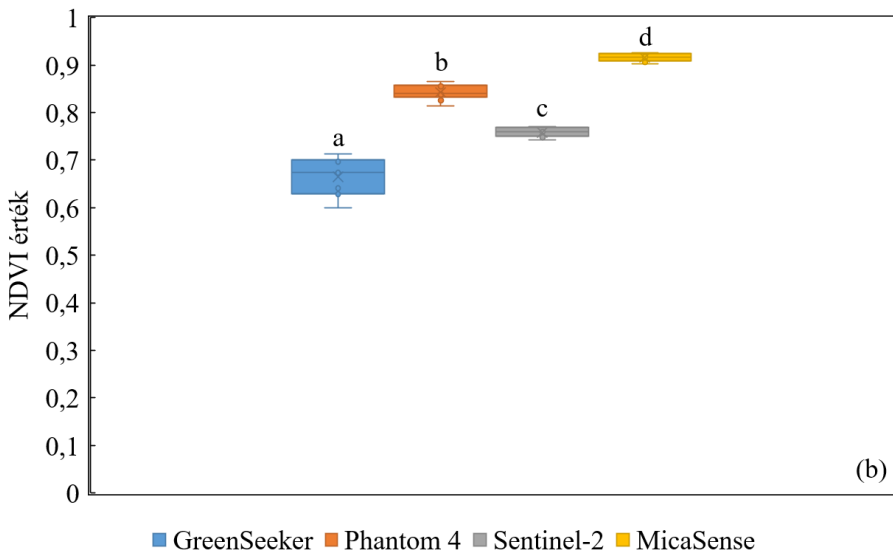 1
d
0,9
b
c
0,8
a
0,7
0,6
NDVI érték
0,5
0,4
0,3
0,2
0,1
(b)
0
GreenSeeker Phantom 4 Sentinel-2 MicaSense